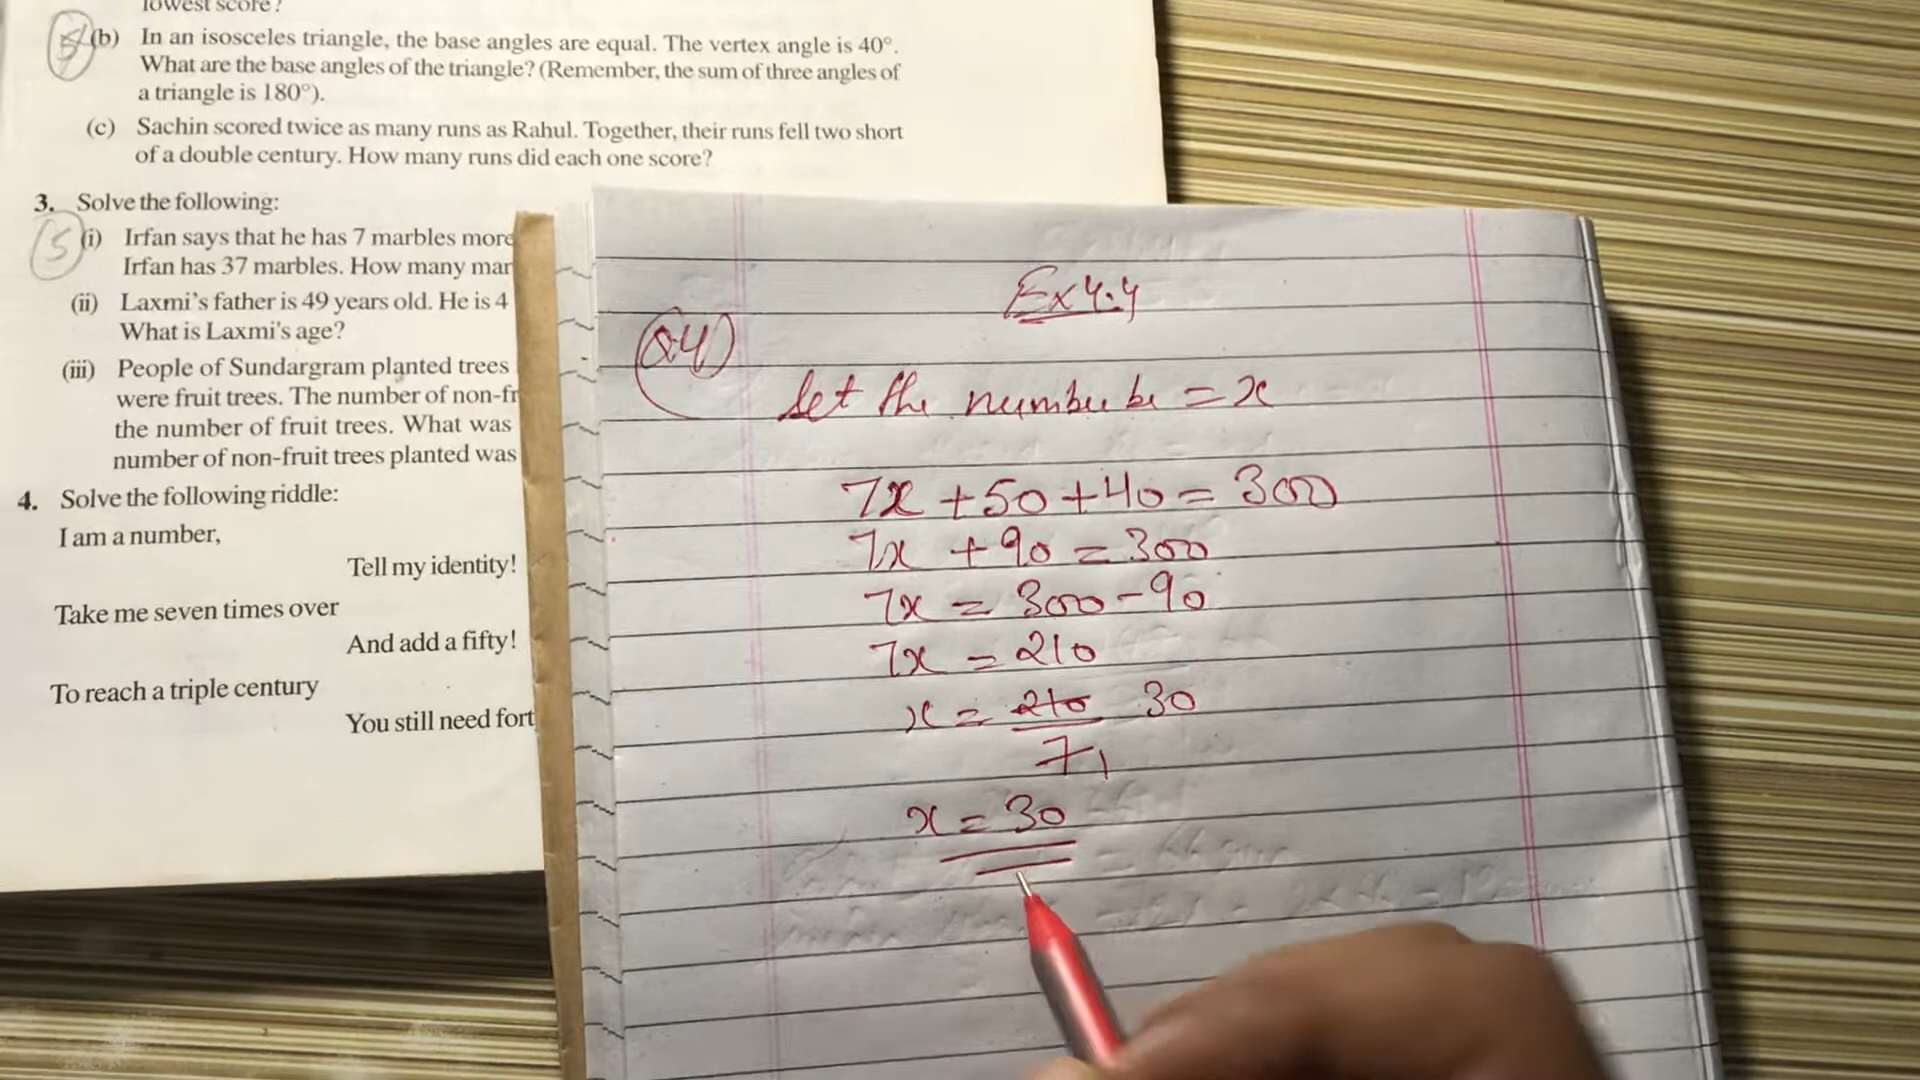 lowest score?
(b) In an isosceles triangle, the base angles are equal. The vertex angle is 40°.
What are the base angles of the triangle? (Remember, the sum of three angles of
a triangle is 180°).
(c) Sachin scored twice as many runs as Rahul. Together, their runs fell two short
of a double century. How many runs did each one score?
3. Solve the following:
5 (i) Irfan says that he has 7 marbles more
Irfan has 37 marbles. How many mar
(ii) Laxmi's father is 49 years old. He is 4
What is Laxmi's age?
(iii) People of Sundargram planted trees
were fruit trees. The number of non-fr
the number of fruit trees. What was
number of non-fruit trees planted was
4. Solve the following riddle:
I am a number,
Tell my identity!
Take me seven times over
And add a fifty!
To reach a triple century
You still need fort
Ex 4.4
Q.4)
let the number be = x
7x + 50 + 40 = 300
7x + 90 = 300
7x = 300 - 90
7x = 210
x = 210 30
7 1
x = 30